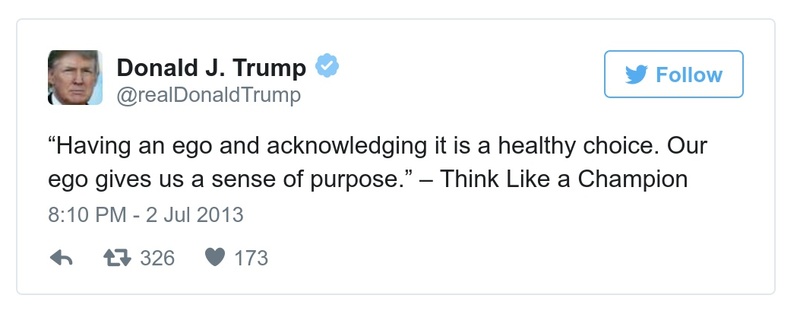 Donald J. Trump
@realDonaldTrump
Follow
“Having an ego and acknowledging it is a healthy choice. Our
ego gives us a sense of purpose.” – Think Like a Champion
8:10 PM - 2 Jul 2013
326 173